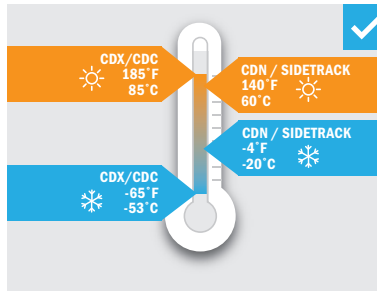 CDX/CDC
185˚F
85˚C
CDN / SIDETRACK
140˚F
60˚C
CDN / SIDETRACK
-4˚F
-20˚C
CDX/CDC
-65˚F
-53˚C